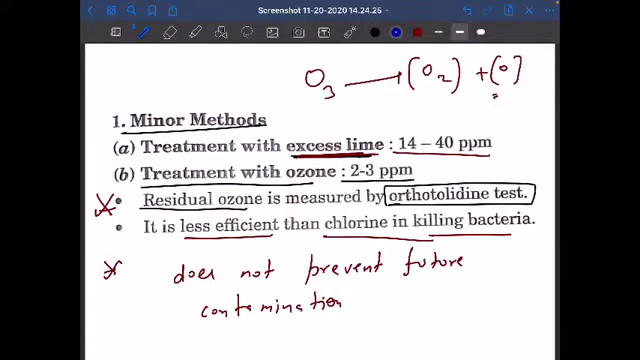 Screenshot 11-20-2020 14.24.25
O3 → (O2) + (O)
1. Minor Methods
(a) Treatment with excess lime : 14 – 40 ppm
(b) Treatment with ozone : 2-3 ppm
• Residual ozone is measured by orthotolidine test.
• It is less efficient than chlorine in killing bacteria.
does not prevent future
contamination